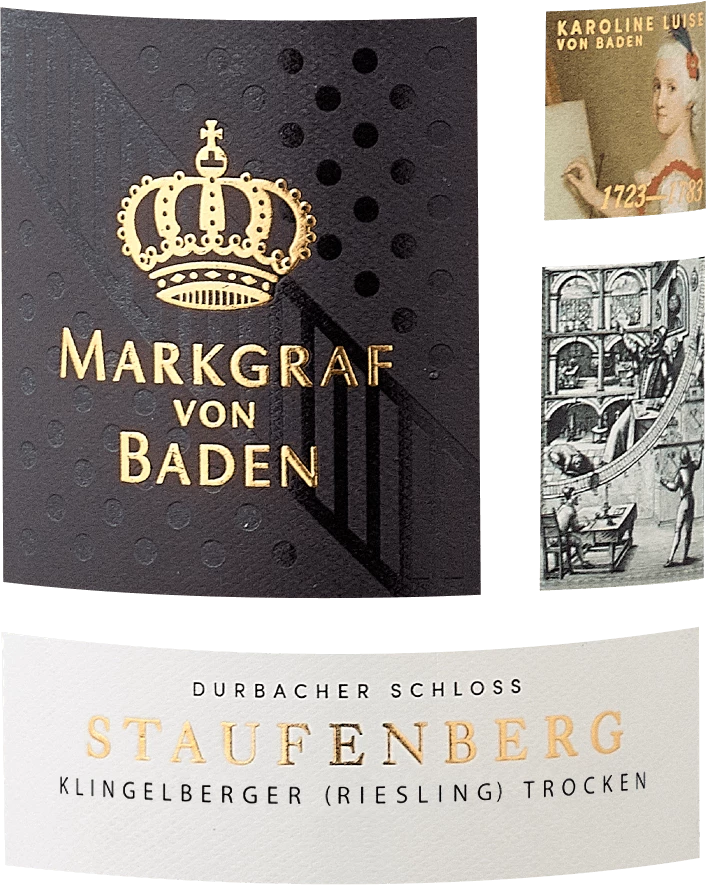 MARKGRAF
VON
BADEN
KAROLINE LUISE
VON BADEN
1723—1783
DURBACHER SCHLOSS
STAUFENBERG
KLINGELBERGER (RIESLING) TROCKEN